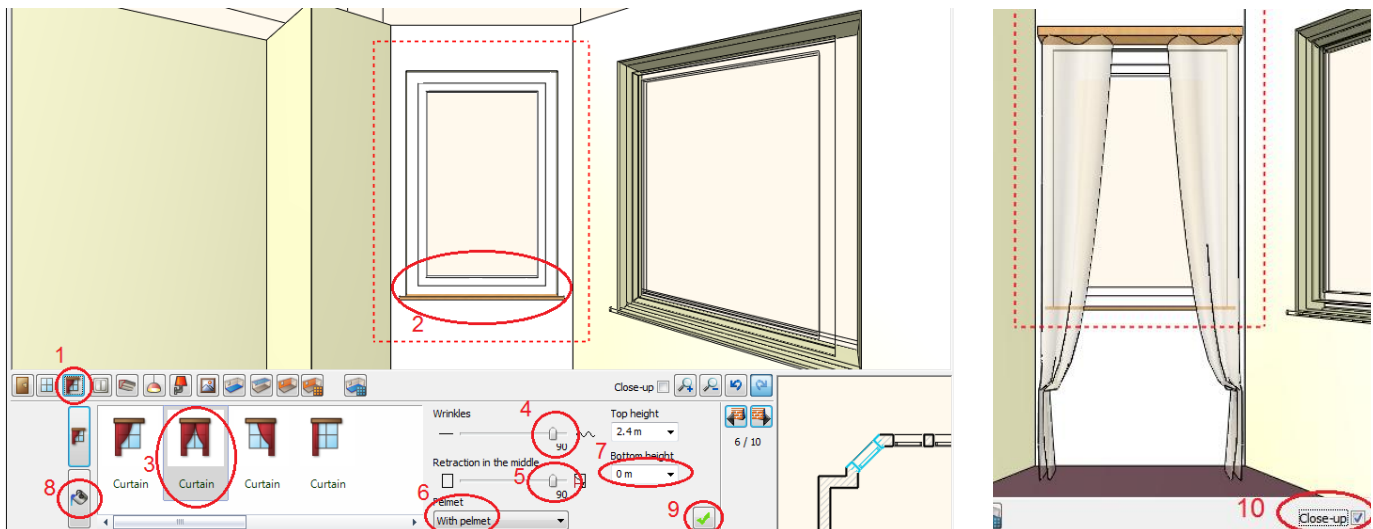 1
2
Close-up
Wrinkles
4
90
Top height
2.4 m
6 / 10
3
Curtain
Curtain
Curtain
Curtain
Retraction in the middle
5
90
7
Bottom height
0 m
8
6
Pelmet
With pelmet
9
10
Close-up